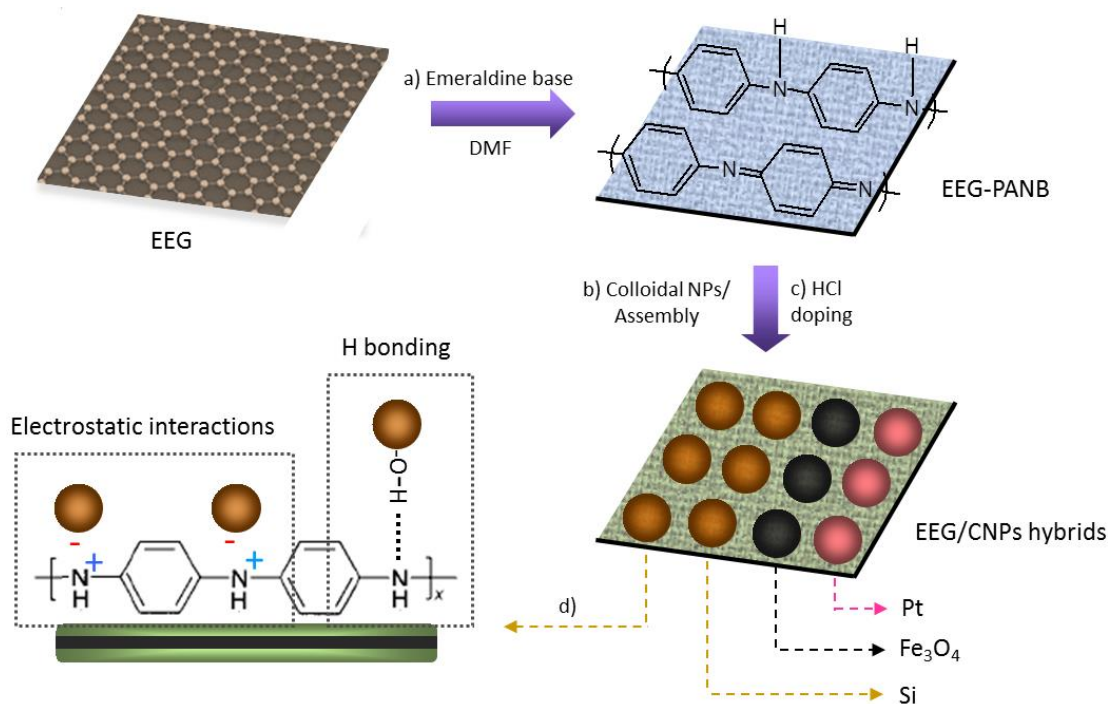 a) Emeraldine base
DMF
EEG
H
H
N
N
N
N
EEG-PANB
b) Colloidal NPs/
Assembly
c) HCl
doping
H bonding
Electrostatic interactions
O
H
-
-
+
+
N
H
N
H
N
H
x
d)
EEG/CNPs hybrids
Pt
Fe₃O₄
Si